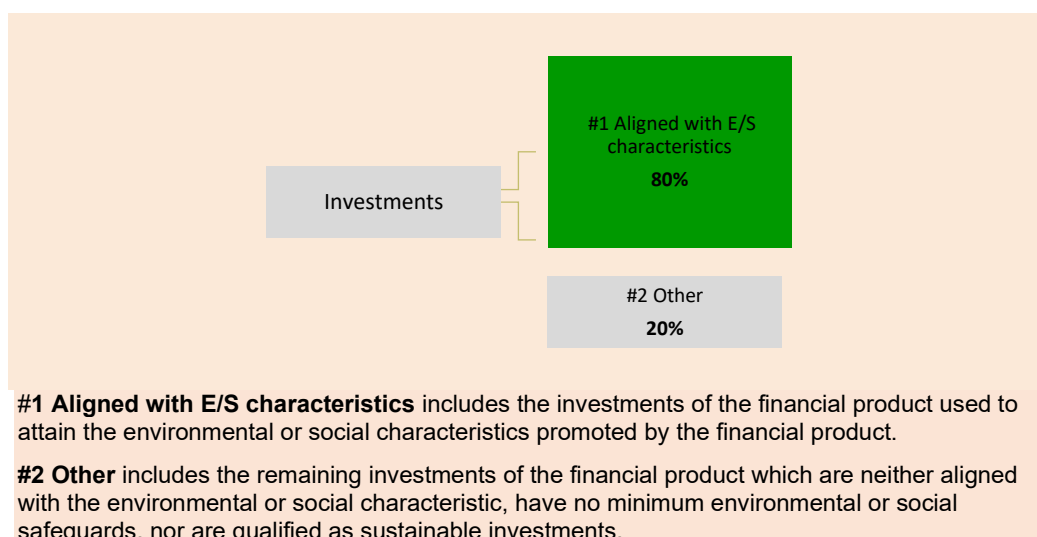 #1 Aligned with E/S
characteristics
80%
Investments
#2 Other
20%
#1 Aligned with E/S characteristics includes the investments of the financial product used to
attain the environmental or social characteristics promoted by the financial product.
#2 Other includes the remaining investments of the financial product which are neither aligned
with the environmental or social characteristic, have no minimum environmental or social
safeguards, nor are qualified as sustainable investments.